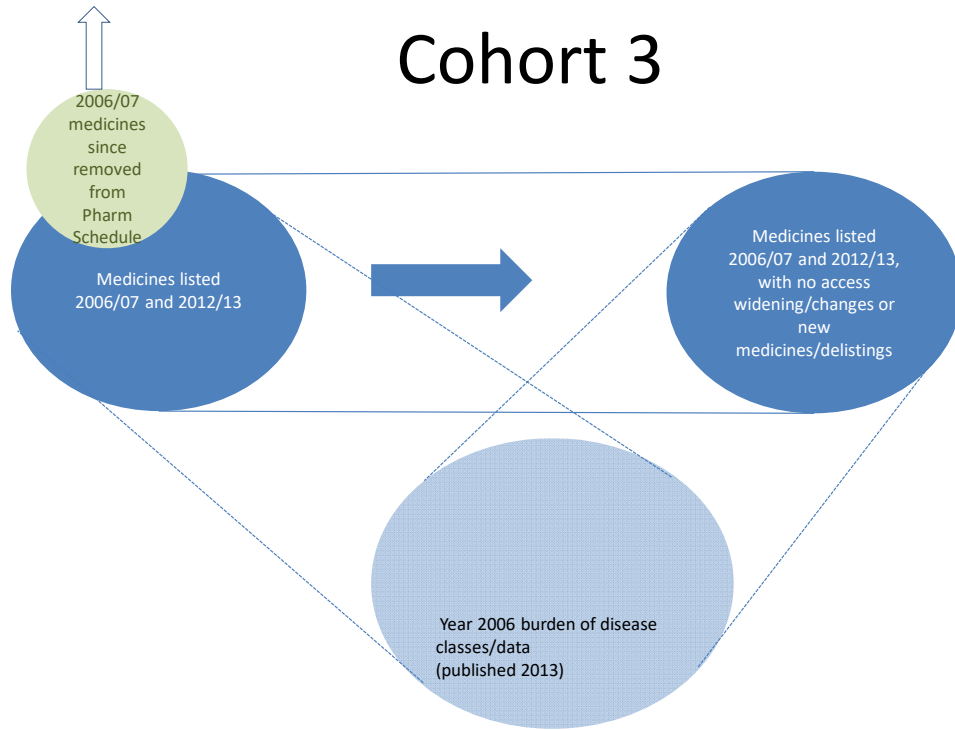 Cohort 3
2006/07
medicines
since
removed
from
Pharm
Schedule
Medicines listed
2006/07 and 2012/13
Medicines listed
2006/07 and 2012/13,
with no access
widening/changes or
new
medicines/delistings
Year 2006 burden of disease
classes/data
(published 2013)